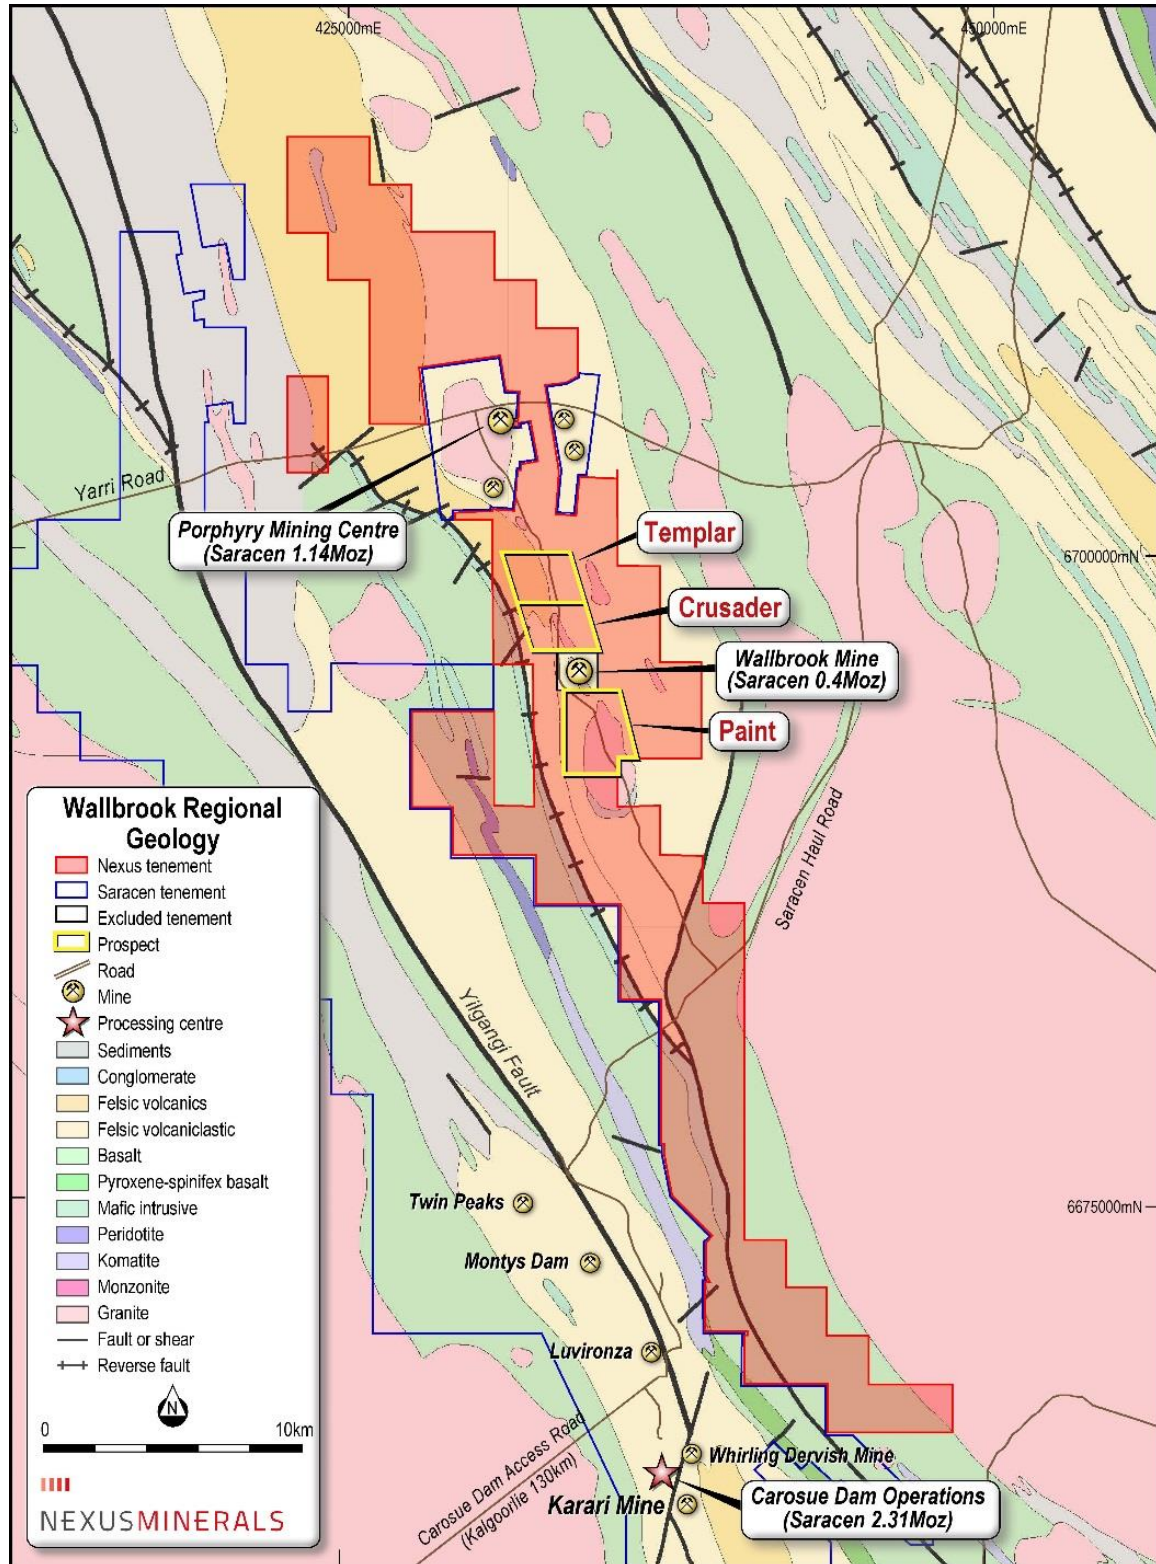 425000mE
450000mE
Yarri Road
Porphyry Mining Centre
(Saracen 1.14Moz)
Templar
6700000mN
Crusader
Wallbrook Mine
(Saracen 0.4Moz)
Paint
Saracen Haul Road
Wallbrook Regional
Geology
Nexus tenement
Saracen tenement
Excluded tenement
Prospect
Road
Mine
Processing centre
Sediments
Conglomerate
Felsic volcanics
Felsic volcaniclastic
Basalt
Pyroxene-spinifex basalt
Mafic intrusive
Peridotite
Komatite
Monzonite
Granite
Fault or shear
Reverse fault
N
0 10km
NEXUSMINERALS
Yilgangi Fault
Twin Peaks
6675000mN
Montys Dam
Luvironza
Carosue Dam Access Road
(Kalgoorlie 130km)
Whirling Dervish Mine
Karari Mine
Carosue Dam Operations
(Saracen 2.31Moz)